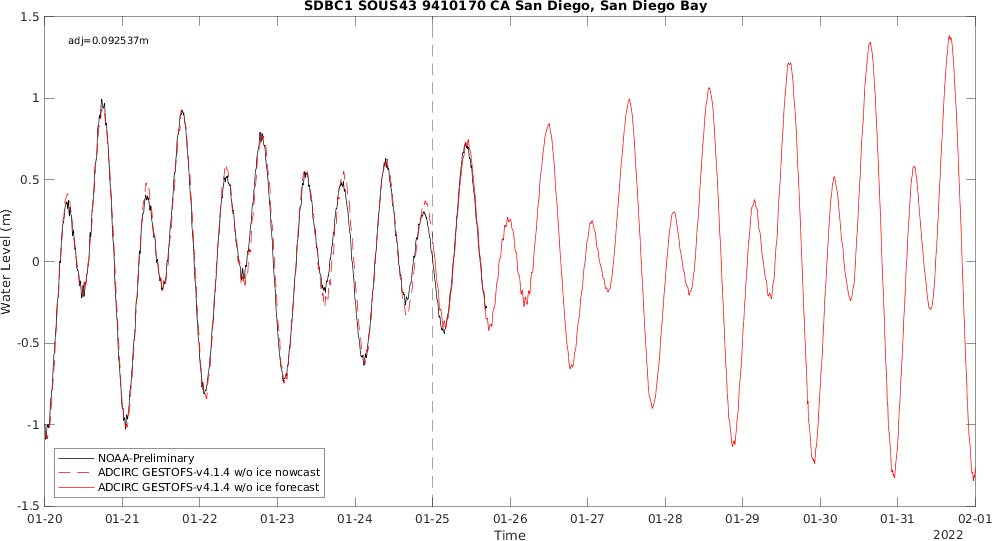 SDBC1 SOUS43 9410170 CA San Diego, San Diego Bay
adj=0.092537m
1.5
1
0.5
0
-0.5
-1
-1.5
Water Level (m)
NOAA-Preliminary
ADCIRC GESTOFS-v4.1.4 w/o ice nowcast
ADCIRC GESTOFS-v4.1.4 w/o ice forecast
01-20 01-21 01-22 01-23 01-24 01-25 01-26 01-27 01-28 01-29 01-30 01-31 02-01
Time
2022